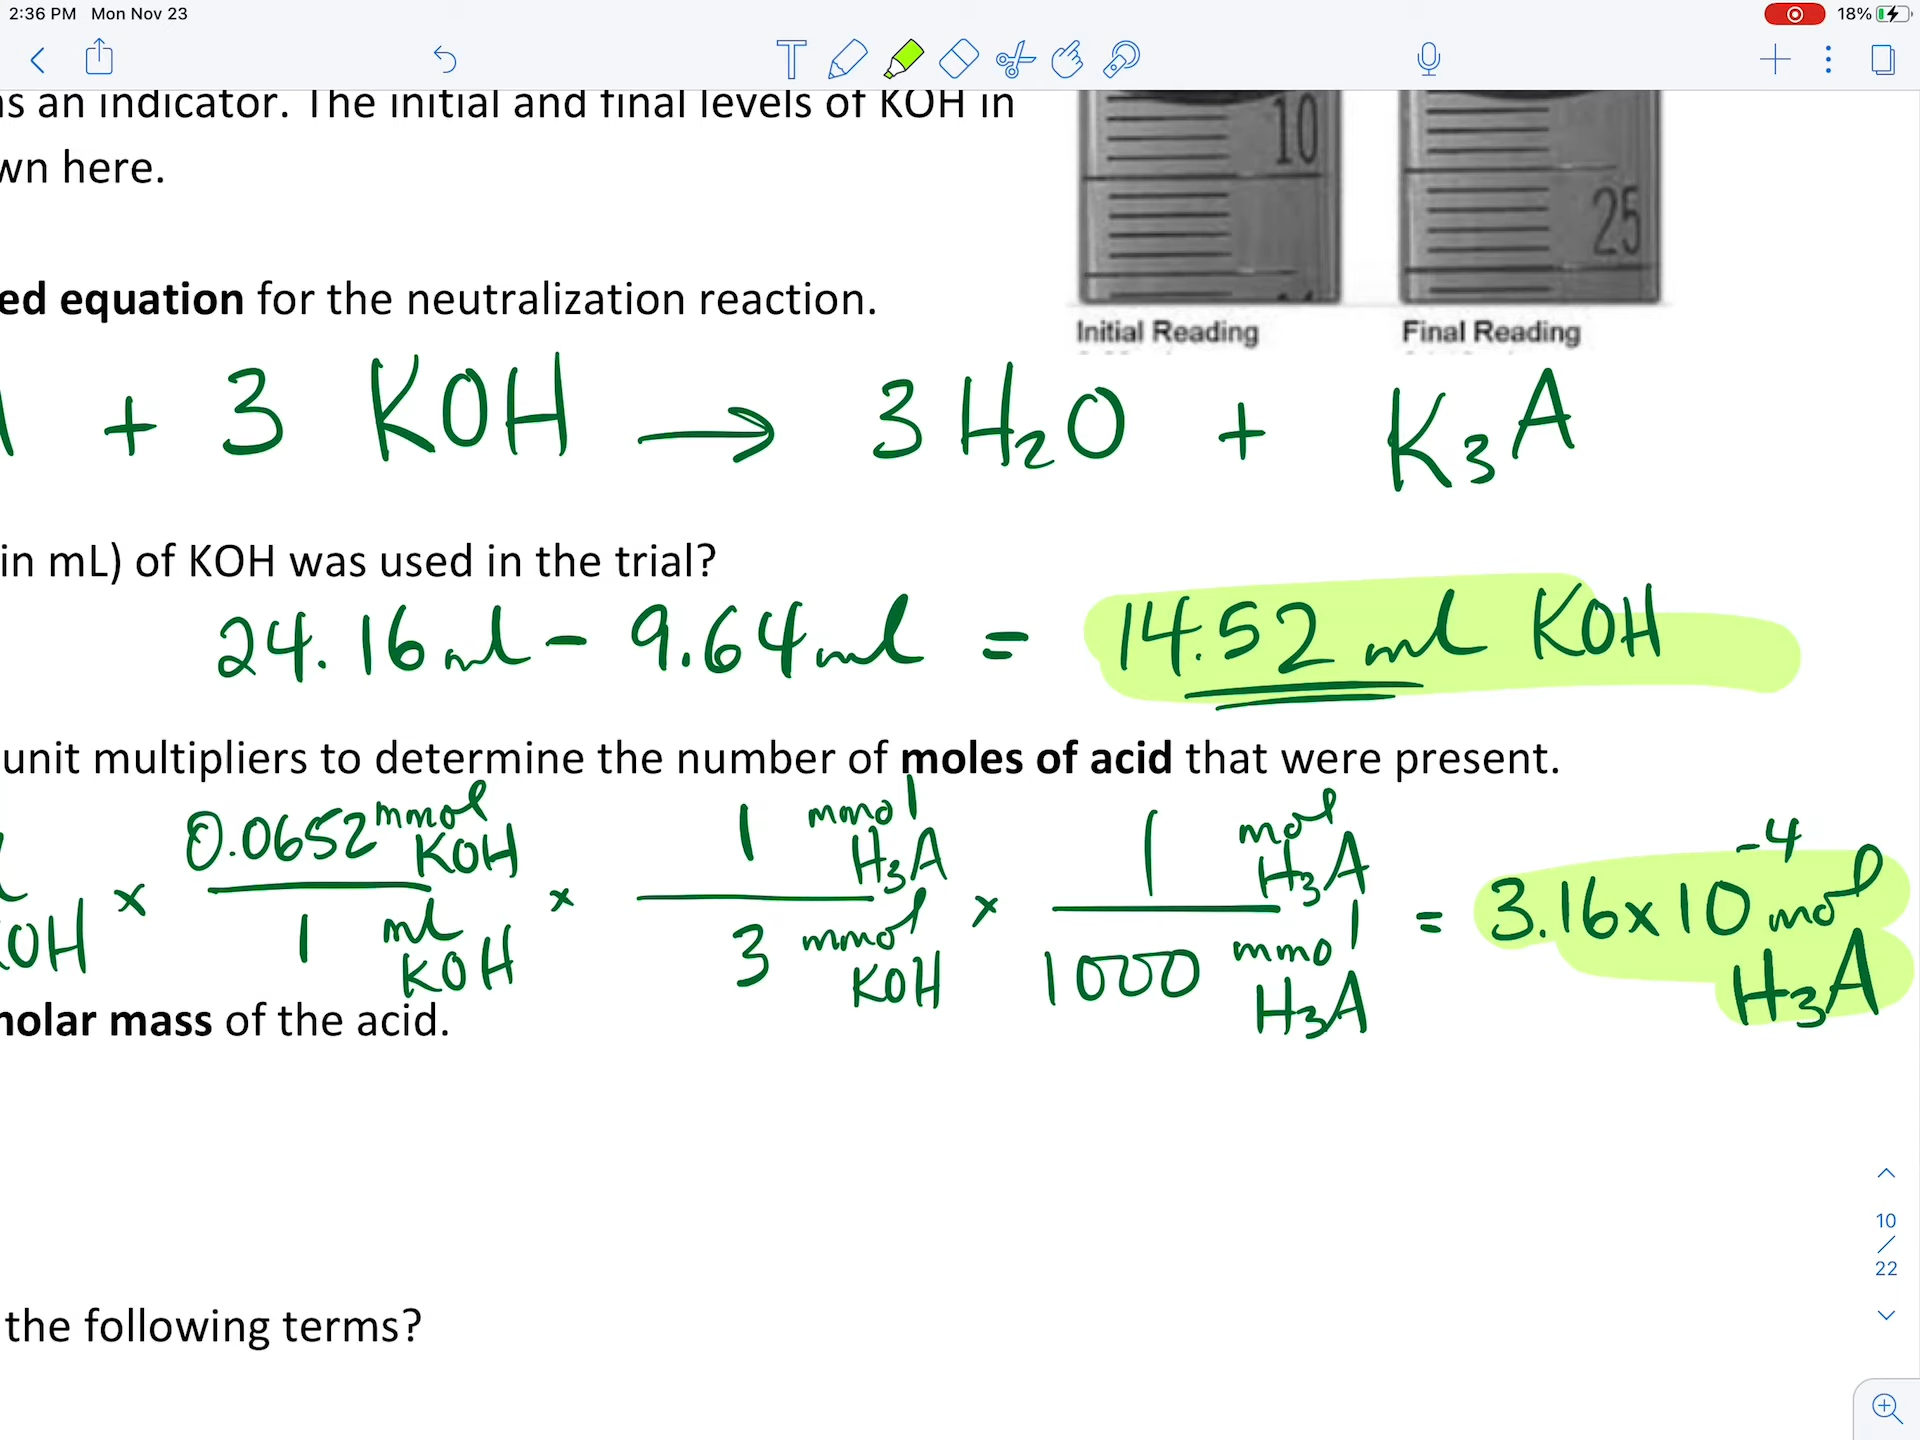 2:36 PM Mon Nov 23
18%
s an indicator. The initial and final levels of KOH in
wn here.
10
25
Initial Reading
Final Reading
ed equation for the neutralization reaction.
+ 3 KOH → 3 H₂O + K₃A
in mL) of KOH was used in the trial?
24.16 ml - 9.64 ml = 14.52 ml KOH
unit multipliers to determine the number of moles of acid that were present.
OH × 0.0652 mmol KOH / 1 ml KOH × 1 mmol H₃A / 3 mmol KOH × 1 mol H₃A / 1000 mmol H₃A = 3.16 x 10⁻⁴ mol H₃A
molar mass of the acid.
the following terms?
10
/
22